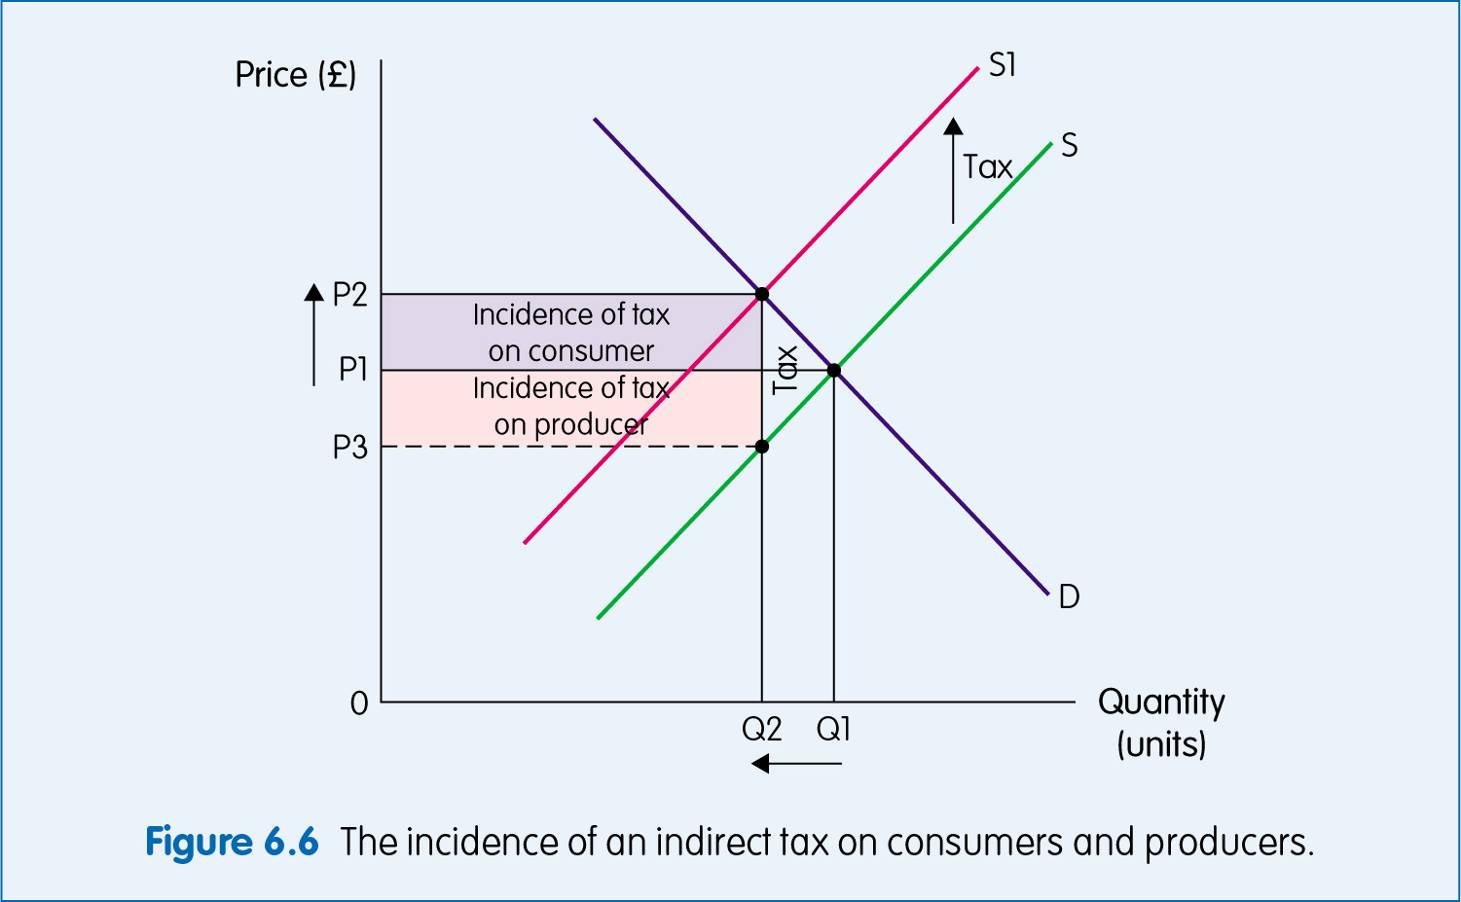 Price (£)
S1
S
Tax
P2
Incidence of tax
on consumer
Tax
P1
Incidence of tax
on producer
P3
D
0
Q2
Q1
Quantity
(units)
Figure 6.6 The incidence of an indirect tax on consumers and producers.